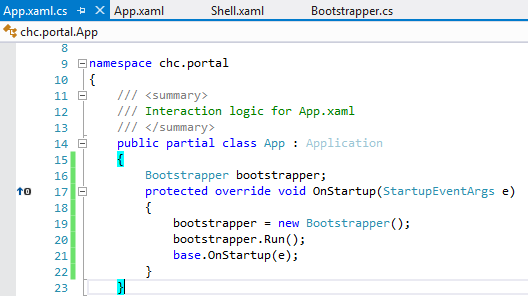 App.xaml.cs App.xaml Shell.xaml Bootstrapper.cs
chc.portal.App
8
9 namespace chc.portal
10 {
11 /// <summary>
12 /// Interaction logic for App.xaml
13 /// </summary>
14 public partial class App : Application
15 {
16 Bootstrapper bootstrapper;
17 protected override void OnStartup(StartupEventArgs e)
18 {
19 bootstrapper = new Bootstrapper();
20 bootstrapper.Run();
21 base.OnStartup(e);
22 }
23 }